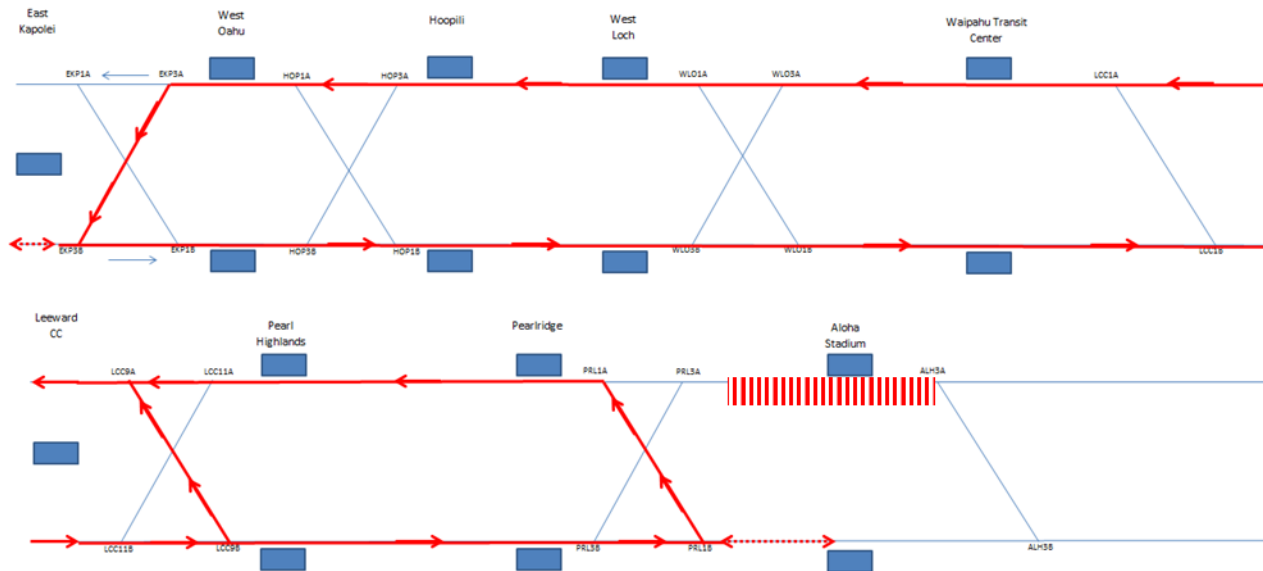 East
Kapolei
West
Oahu
Hoopili
West
Loch
Waipahu Transit
Center
EKP1A
EKP3A
HOP1A
HOP3A
WLO1A
WLO3A
LCC1A
EKP3B
EKP1B
HOP3B
HOP1B
WLO3B
WLO1B
LCC1B
Leeward
CC
Pearl
Highlands
Pearlridge
Aloha
Stadium
LCC9A
LCC11A
PRL1A
PRL3A
ALH3A
LCC11B
LCC9B
PRL3B
PRL1B
ALH3B